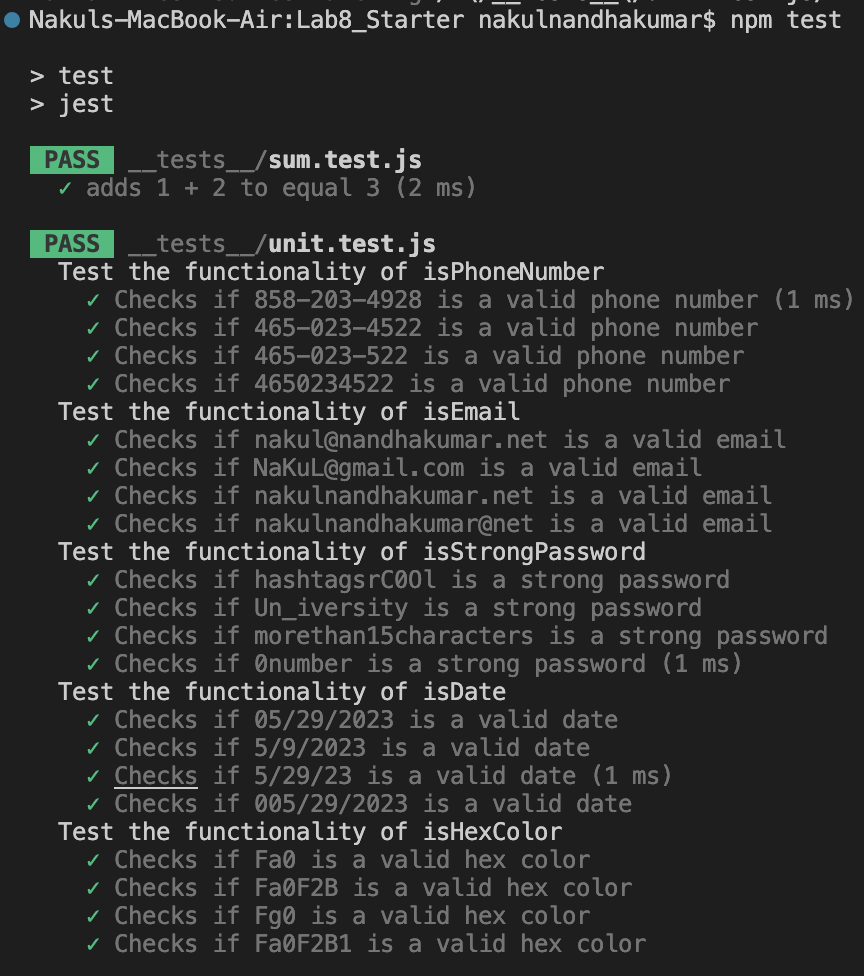 Nakuls-MacBook-Air:Lab8_Starter nakulnandhakumar$ npm test
> test
> jest
PASS __tests__/sum.test.js
✓ adds 1 + 2 to equal 3 (2 ms)
PASS __tests__/unit.test.js
Test the functionality of isPhoneNumber
✓ Checks if 858-203-4928 is a valid phone number (1 ms)
✓ Checks if 465-023-4522 is a valid phone number
✓ Checks if 465-023-522 is a valid phone number
✓ Checks if 4650234522 is a valid phone number
Test the functionality of isEmail
✓ Checks if nakul@nandhakumar.net is a valid email
✓ Checks if NaKuL@gmail.com is a valid email
✓ Checks if nakulnandhakumar.net is a valid email
✓ Checks if nakulnandhakumar@net is a valid email
Test the functionality of isStrongPassword
✓ Checks if hashtagsrC0Ol is a strong password
✓ Checks if Un_iversity is a strong password
✓ Checks if morethan15characters is a strong password
✓ Checks if 0number is a strong password (1 ms)
Test the functionality of isDate
✓ Checks if 05/29/2023 is a valid date
✓ Checks if 5/9/2023 is a valid date
✓ Checks if 5/29/23 is a valid date (1 ms)
✓ Checks if 005/29/2023 is a valid date
Test the functionality of isHexColor
✓ Checks if Fa0 is a valid hex color
✓ Checks if Fa0F2B is a valid hex color
✓ Checks if Fg0 is a valid hex color
✓ Checks if Fa0F2B1 is a valid hex color